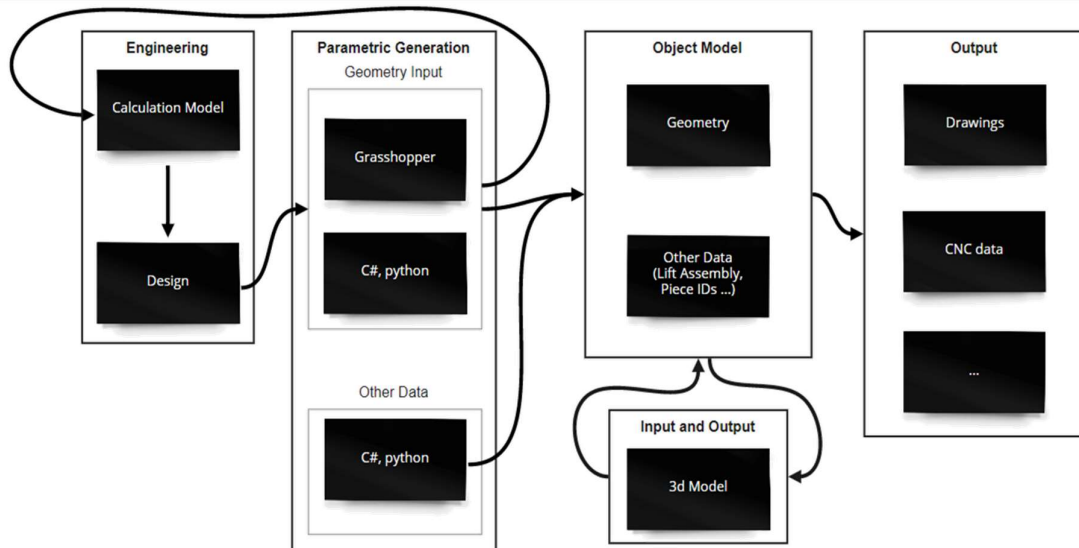 Engineering
Calculation Model
Design
Parametric Generation
Geometry Input
Grasshopper
C#, python
Other Data
C#, python
Object Model
Geometry
Other Data
(Lift Assembly,
Piece IDs ...)
Input and Output
3d Model
Output
Drawings
CNC data
...